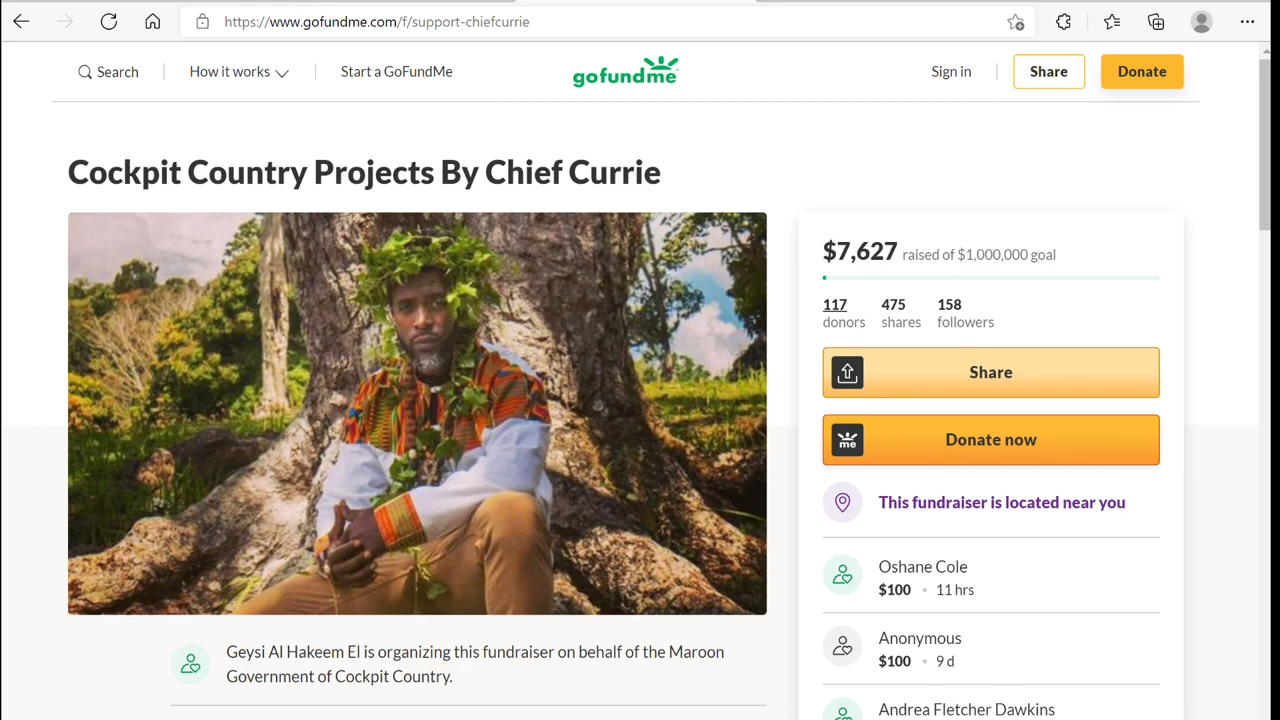 https://www.gofundme.com/f/support-chiefcurrie
Search
How it works
Start a GoFundMe
gofundme
Sign in
Share
Donate
Cockpit Country Projects By Chief Currie
$7,627 raised of $1,000,000 goal
117 475 158
donors shares followers
Share
me Donate now
This fundraiser is located near you
Oshane Cole
$100 • 11 hrs
Anonymous
$100 • 9 d
Andrea Fletcher Dawkins
Geysi Al Hakeem El is organizing this fundraiser on behalf of the Maroon
Government of Cockpit Country.